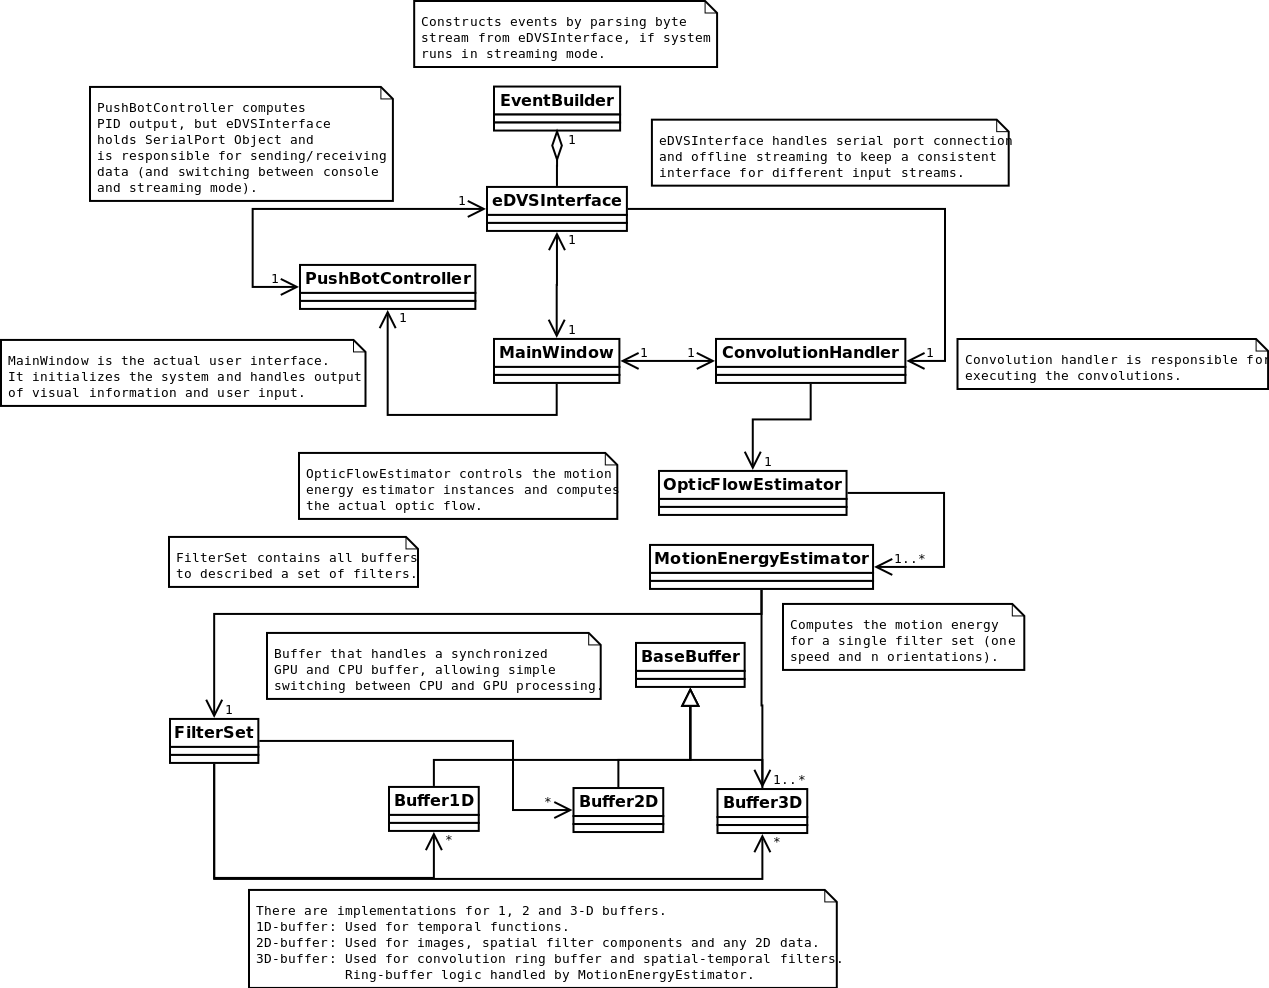 Constructs events by parsing byte
stream from eDVSInterface, if system
runs in streaming mode.
PushBotController computes
PID output, but eDVSInterface
holds SerialPort Object and
is responsible for sending/receiving
data (and switching between console
and streaming mode).
EventBuilder
1
eDVSInterface handles serial port connection
and offline streaming to keep a consistent
interface for different input streams.
eDVSInterface
1
1
1
PushBotController
1
1
MainWindow is the actual user interface.
It initializes the system and handles output
of visual information and user input.
MainWindow
1
1
ConvolutionHandler
1
Convolution handler is responsible for
executing the convolutions.
OpticFlowEstimator controls the motion
energy estimator instances and computes
the actual optic flow.
1
OpticFlowEstimator
FilterSet contains all buffers
to described a set of filters.
MotionEnergyEstimator
1..*
Computes the motion energy
for a single filter set (one
speed and n orientations).
Buffer that handles a synchronized
GPU and CPU buffer, allowing simple
switching between CPU and GPU processing.
BaseBuffer
1
FilterSet
1..*
Buffer1D
*
Buffer2D
Buffer3D
*
*
There are implementations for 1, 2 and 3-D buffers.
1D-buffer: Used for temporal functions.
2D-buffer: Used for images, spatial filter components and any 2D data.
3D-buffer: Used for convolution ring buffer and spatial-temporal filters.
Ring-buffer logic handled by MotionEnergyEstimator.